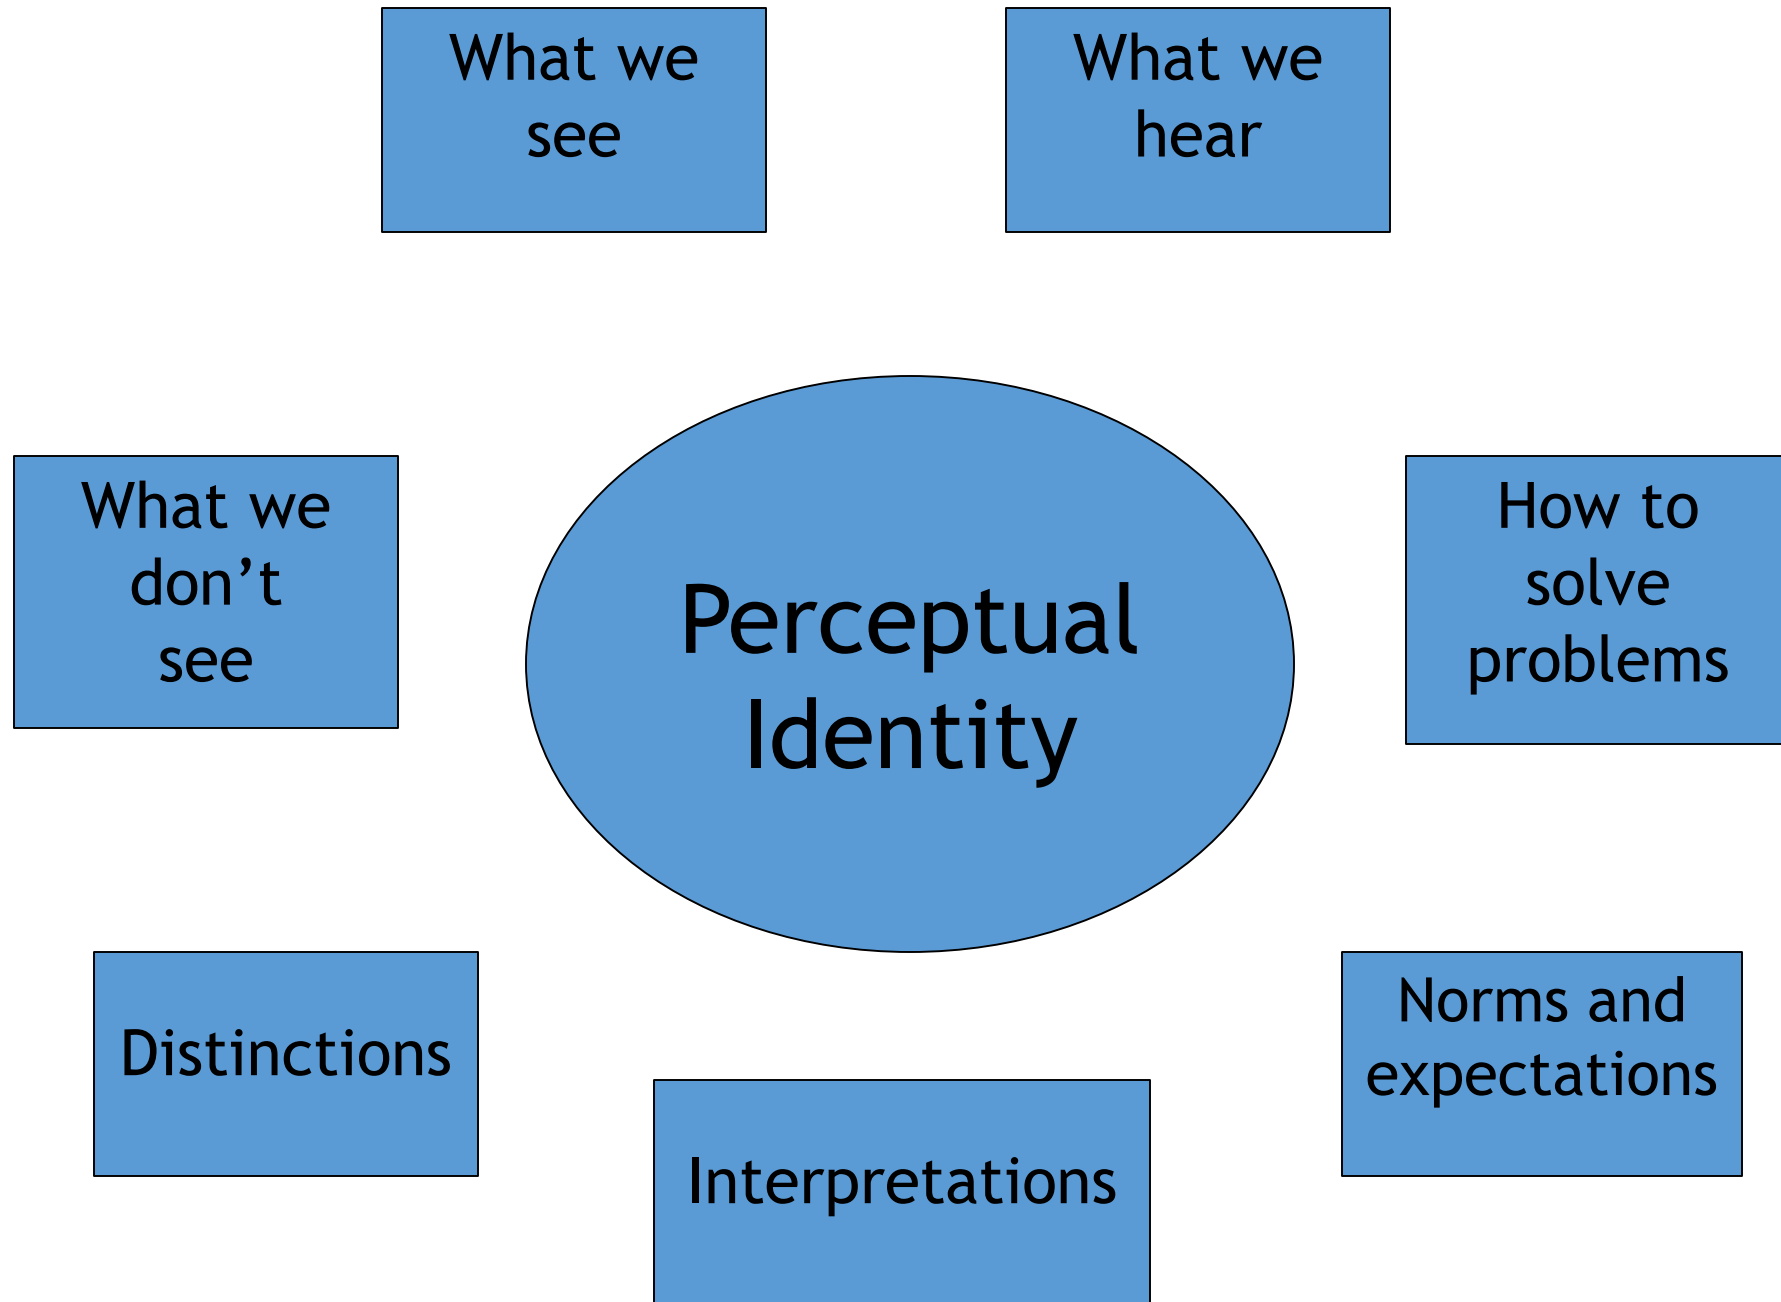 What we
see
What we
hear
What we
don’t
see
Perceptual
Identity
How to
solve
problems
Distinctions
Interpretations
Norms and
expectations